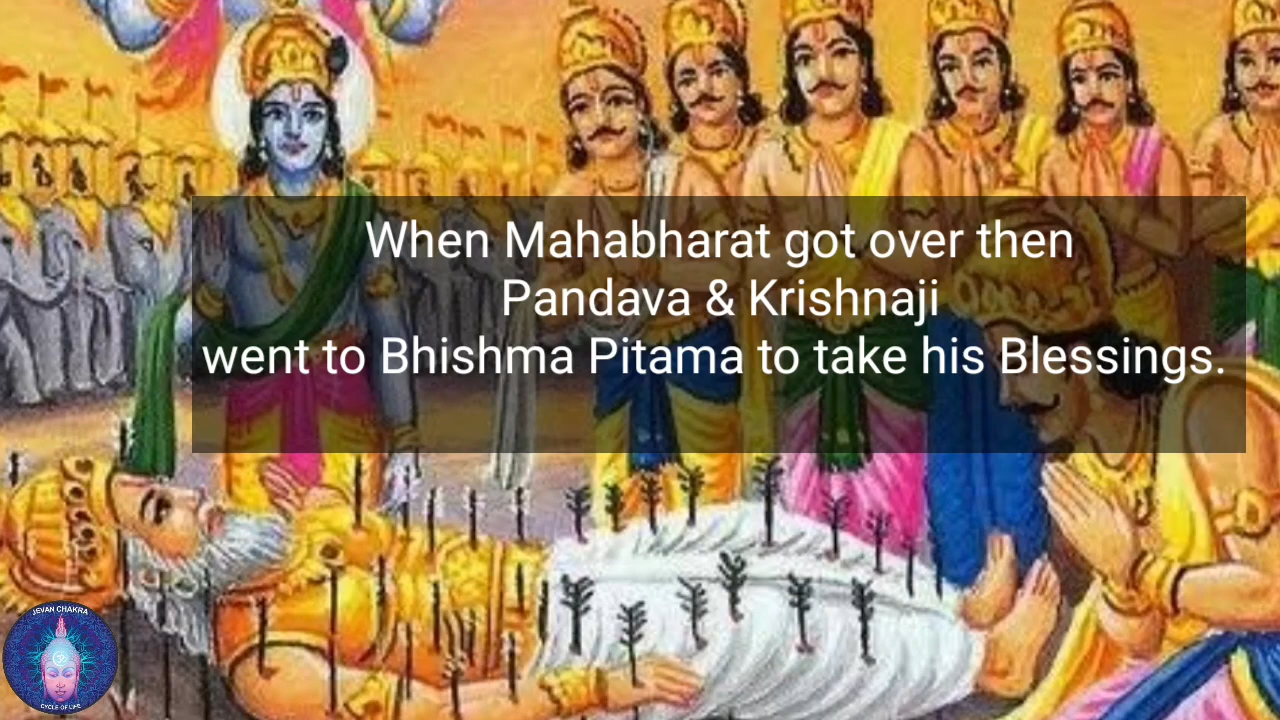 When Mahabharat got over then
Pandava & Krishnaji
went to Bhishma Pitama to take his Blessings.
JEVAN CHAKRA
CYCLE OF LIFE